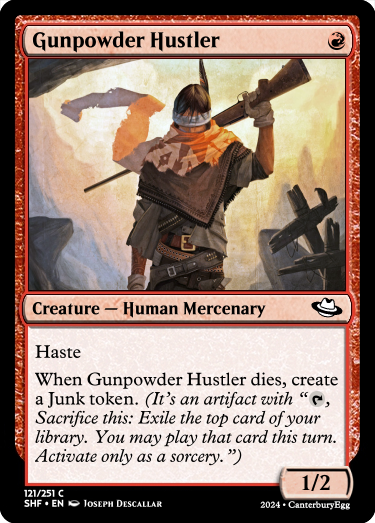 Gunpowder Hustler
Creature — Human Mercenary
Haste
When Gunpowder Hustler dies, create
a Junk token. (It's an artifact with “,
Sacrifice this: Exile the top card of your
library. You may play that card this turn.
Activate only as a sorcery.”)
1/2
121/251 C
SHF • EN Joseph Descallar
2024 • CanterburyEgg